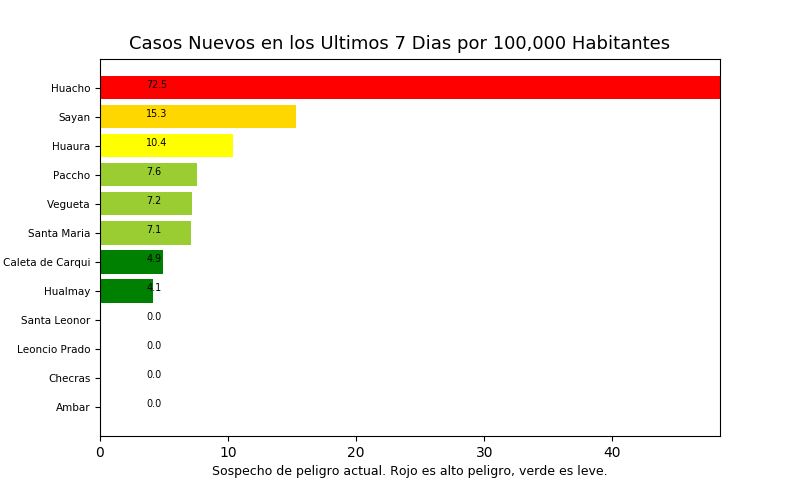 Casos Nuevos en los Ultimos 7 Dias por 100,000 Habitantes
Huacho 72.5
Sayan 15.3
Huaura 10.4
Paccho 7.6
Vegueta 7.2
Santa Maria 7.1
Caleta de Carqui 4.9
Hualmay 4.1
Santa Leonor 0.0
Leoncio Prado 0.0
Checras 0.0
Ambar 0.0
0 10 20 30 40
Sospecho de peligro actual. Rojo es alto peligro, verde es leve.